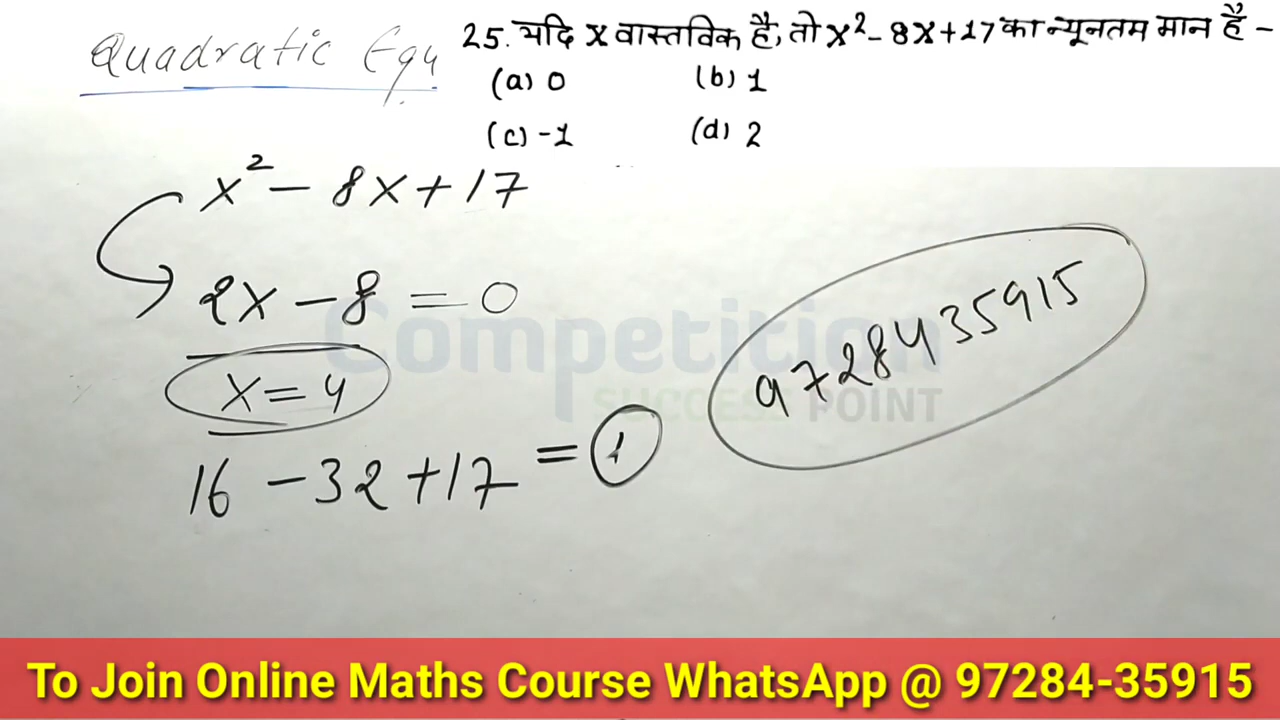 Quadratic Equ
25. यदि x वास्तविक है, तो x² - 8x + 17 का न्यूनतम मान है -
(a) 0 (b) 1
(c) -1 (d) 2
x² - 8x + 17
2x - 8 = 0
x = 4
16 - 32 + 17 = 1
9728435915
Competition
SUCCESS POINT
To Join Online Maths Course WhatsApp @ 97284-35915